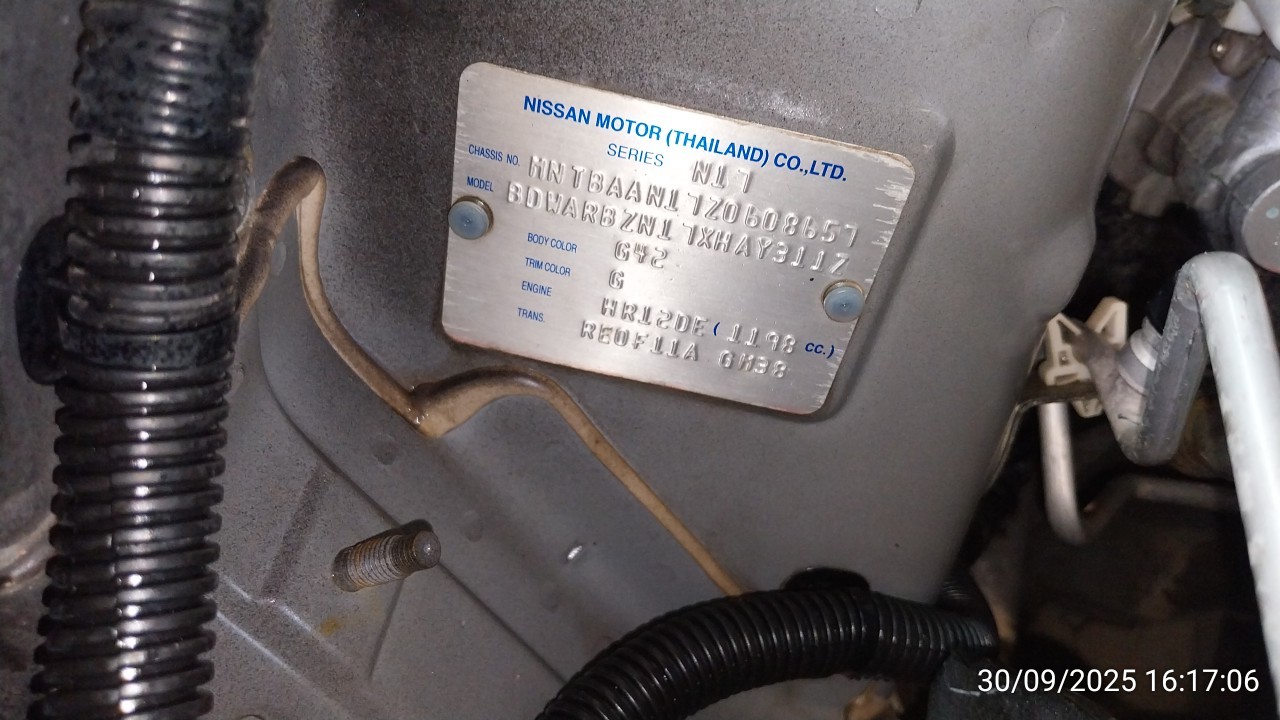 NISSAN MOTOR (THAILAND) CO.,LTD.
SERIES N17
CHASSIS NO. MNTBAAN17Z0608657
MODEL BDWARBZN17XHAY311Z
BODY COLOR G42
TRIM COLOR G
ENGINE HR12DE (1198 cc.)
TRANS. RE0F11A GM38
30/09/2025 16:17:06